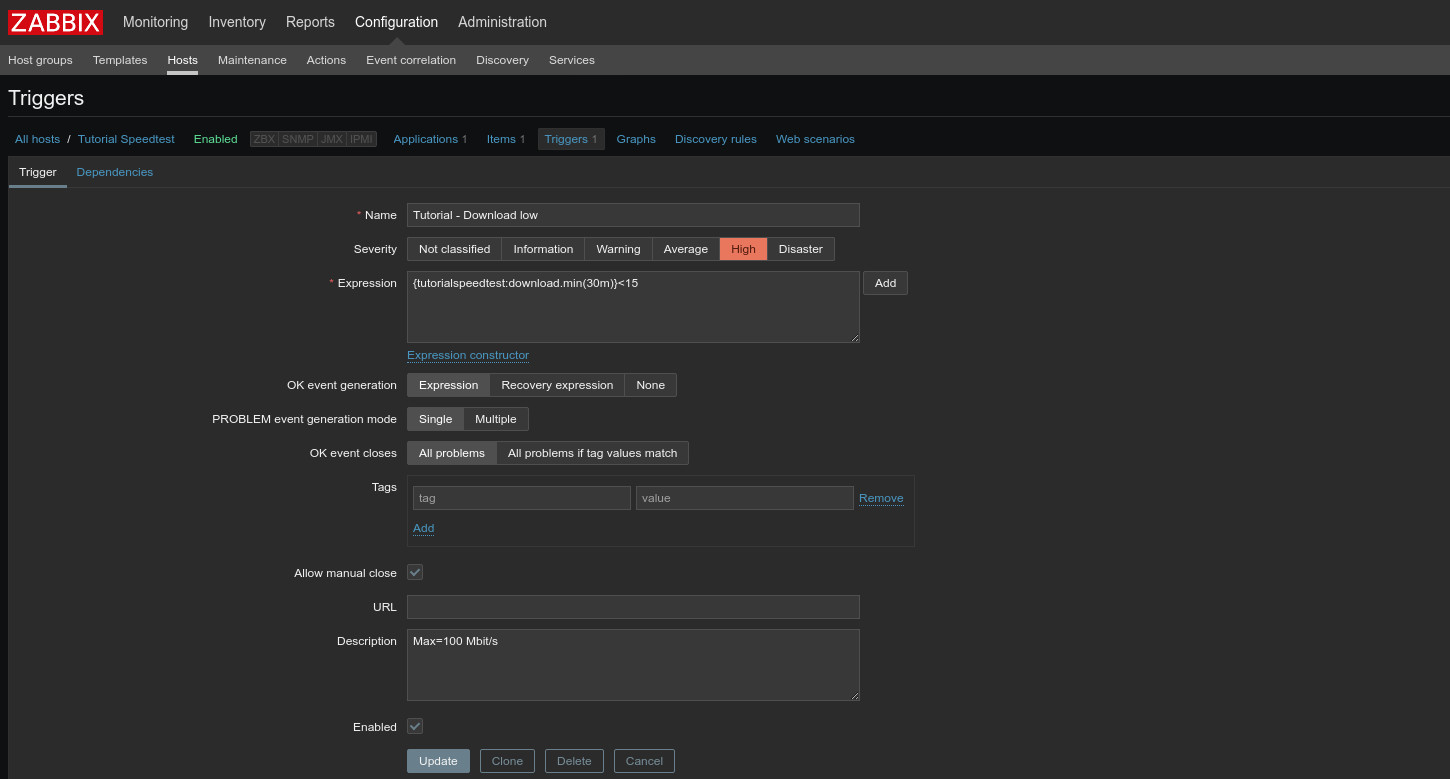 ZABBIX Monitoring Inventory Reports Configuration Administration
Host groups Templates Hosts Maintenance Actions Event correlation Discovery Services
Triggers
All hosts / Tutorial Speedtest Enabled ZBX SNMP JMX IPMI Applications 1 Items 1 Triggers 1 Graphs Discovery rules Web scenarios
Trigger Dependencies
* Name Tutorial - Download low
Severity Not classified Information Warning Average High Disaster
* Expression {tutorialspeedtest:download.min(30m)}<15 Add
Expression constructor
OK event generation Expression Recovery expression None
PROBLEM event generation mode Single Multiple
OK event closes All problems All problems if tag values match
Tags tag value Remove
Add
Allow manual close
URL
Description Max=100 Mbit/s
Enabled
Update Clone Delete Cancel